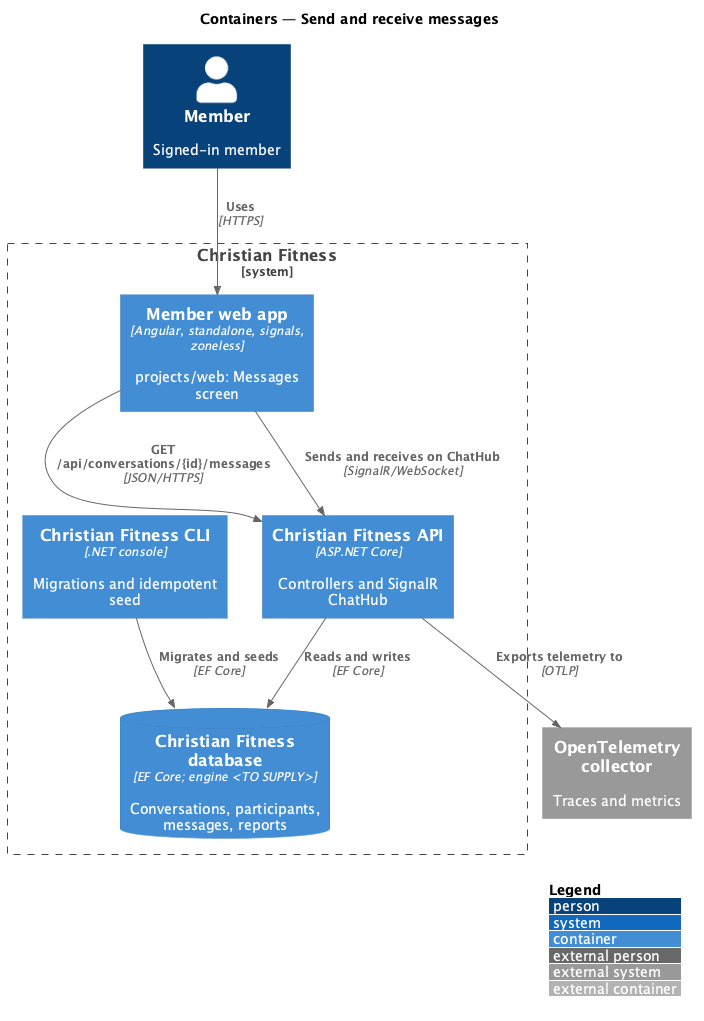 Containers — Send and receive messages
Member
Signed-in member
Uses
[HTTPS]
Christian Fitness
[system]
Member web app
[Angular, standalone, signals,
zoneless]
projects/web: Messages
screen
GET
/api/conversations/{id}/messages
[JSON/HTTPS]
Sends and receives on ChatHub
[SignalR/WebSocket]
Christian Fitness CLI
[.NET console]
Migrations and idempotent
seed
Christian Fitness API
[ASP.NET Core]
Controllers and SignalR
ChatHub
Migrates and seeds
[EF Core]
Reads and writes
[EF Core]
Exports telemetry to
[OTLP]
Christian Fitness
database
[EF Core; engine <TO SUPPLY>]
Conversations, participants,
messages, reports
OpenTelemetry
collector
Traces and metrics
Legend
person
system
container
external person
external system
external container